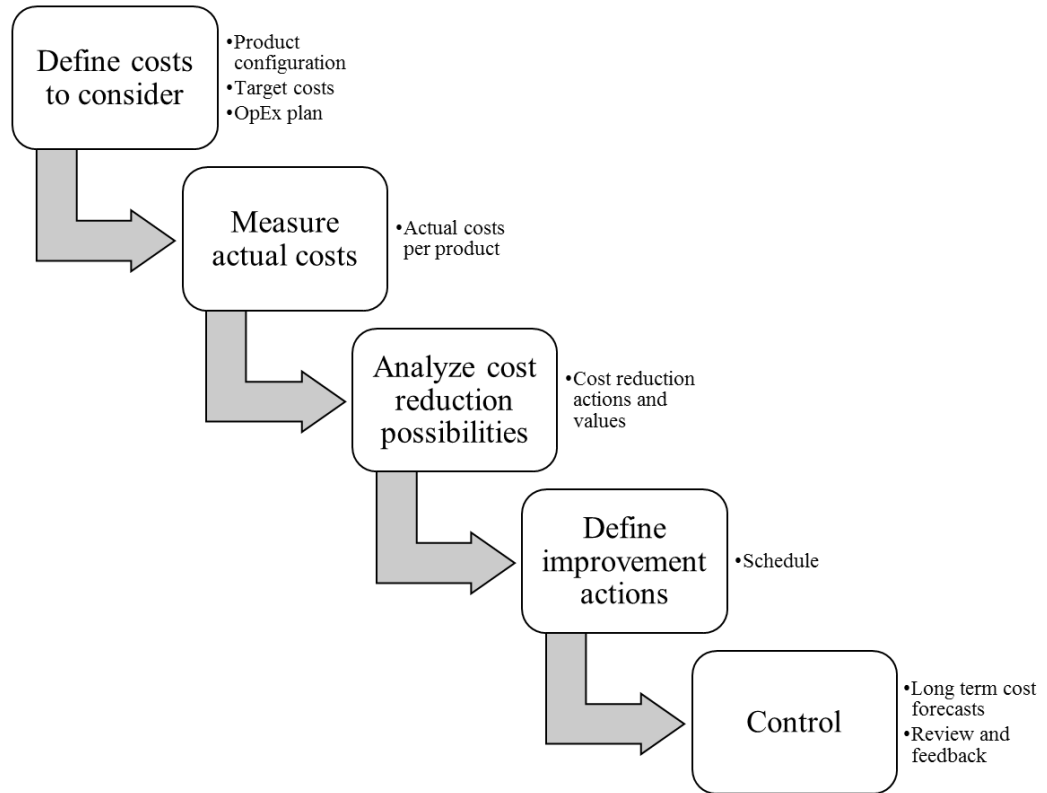 Define costs
to consider
•Product
configuration
•Target costs
•OpEx plan
Measure
actual costs
•Actual costs
per product
Analyze cost
reduction
possibilities
•Cost reduction
actions and
values
Define
improvement
actions
•Schedule
Control
•Long term cost
forecasts
•Review and
feedback